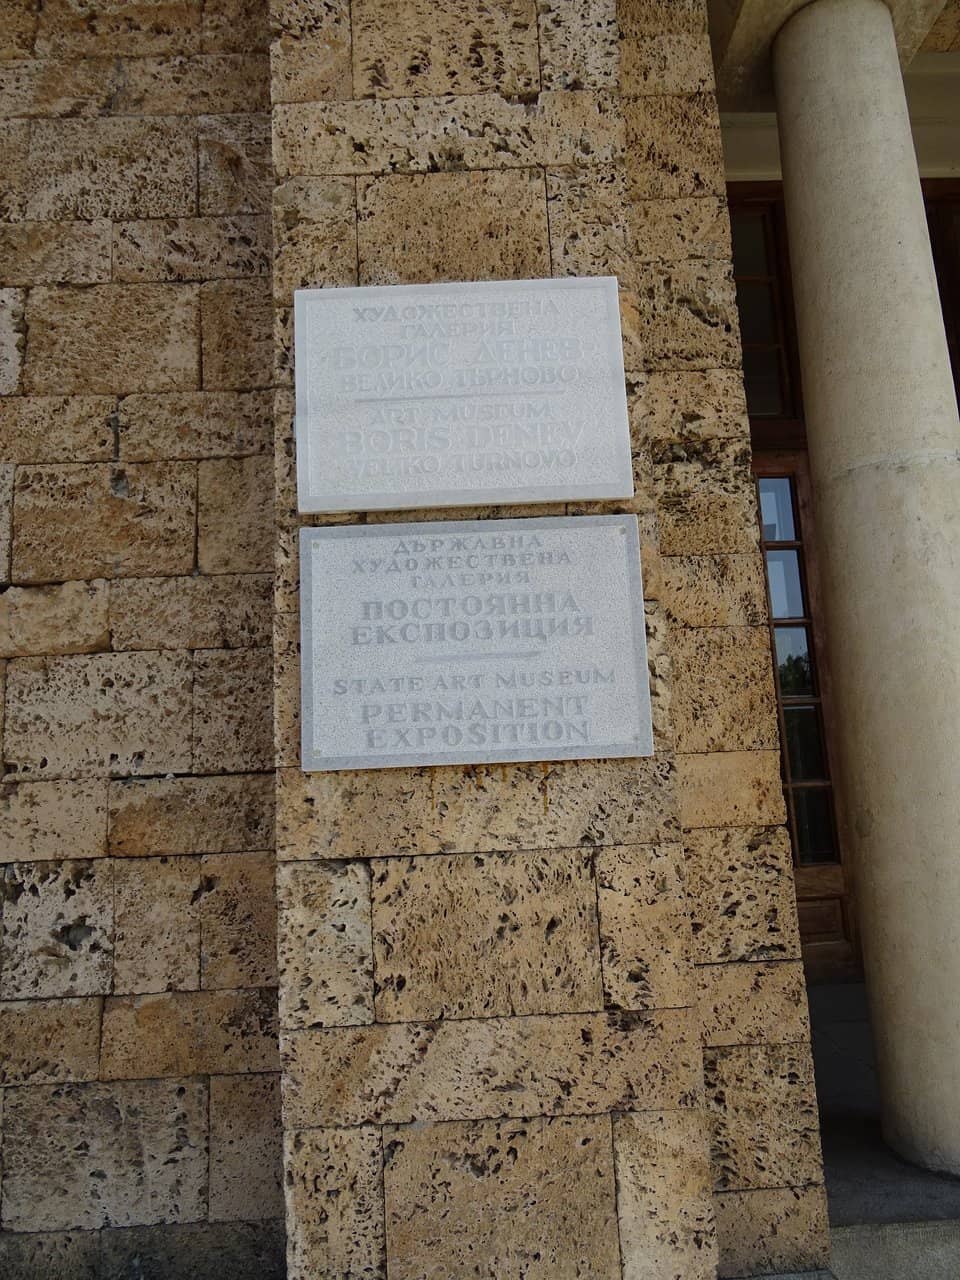 ХУДОЖЕСТВЕНА
ГАЛЕРИЯ
БОРИС ДЕНЕВ
ВЕЛИКО ТЪРНОВО
ART MUSEUM
BORIS DENEV
VELIKO TURNOVO
ДЪРЖАВНА
ХУДОЖЕСТВЕНА
ГАЛЕРИЯ
ПОСТОЯННА
ЕКСПОЗИЦИЯ
STATE ART MUSEUM
PERMANENT
EXPOSITION